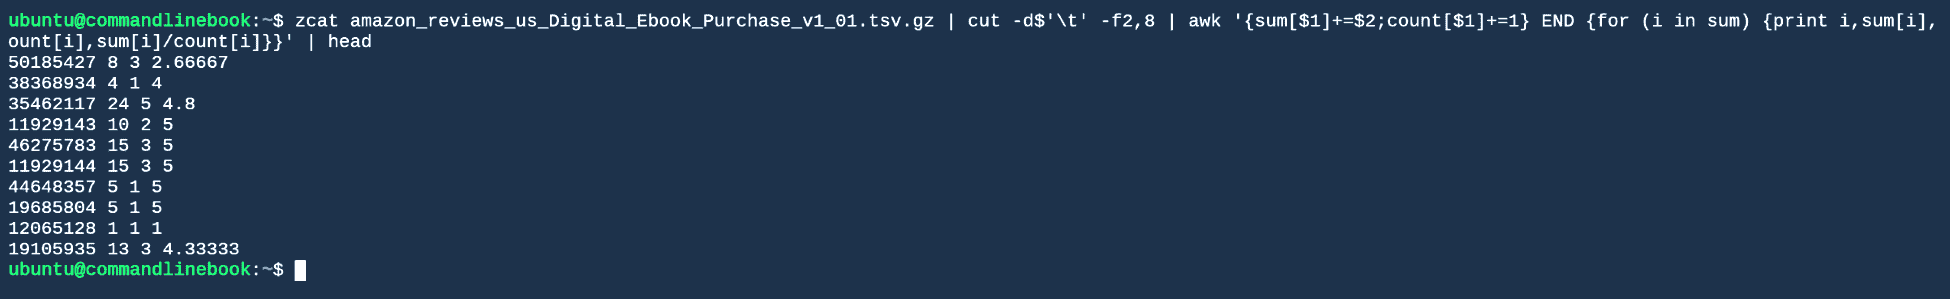 ubuntu@commandlinebook:~$ zcat amazon_reviews_us_Digital_Ebook_Purchase_v1_01.tsv.gz | cut -d$'\t' -f2,8 | awk '{sum[$1]+=$2;count[$1]+=1} END {for (i in sum) {print i,sum[i],
ount[i],sum[i]/count[i]}}' | head
50185427 8 3 2.66667
38368934 4 1 4
35462117 24 5 4.8
11929143 10 2 5
46275783 15 3 5
11929144 15 3 5
44648357 5 1 5
19685804 5 1 5
12065128 1 1 1
19105935 13 3 4.33333
ubuntu@commandlinebook:~$